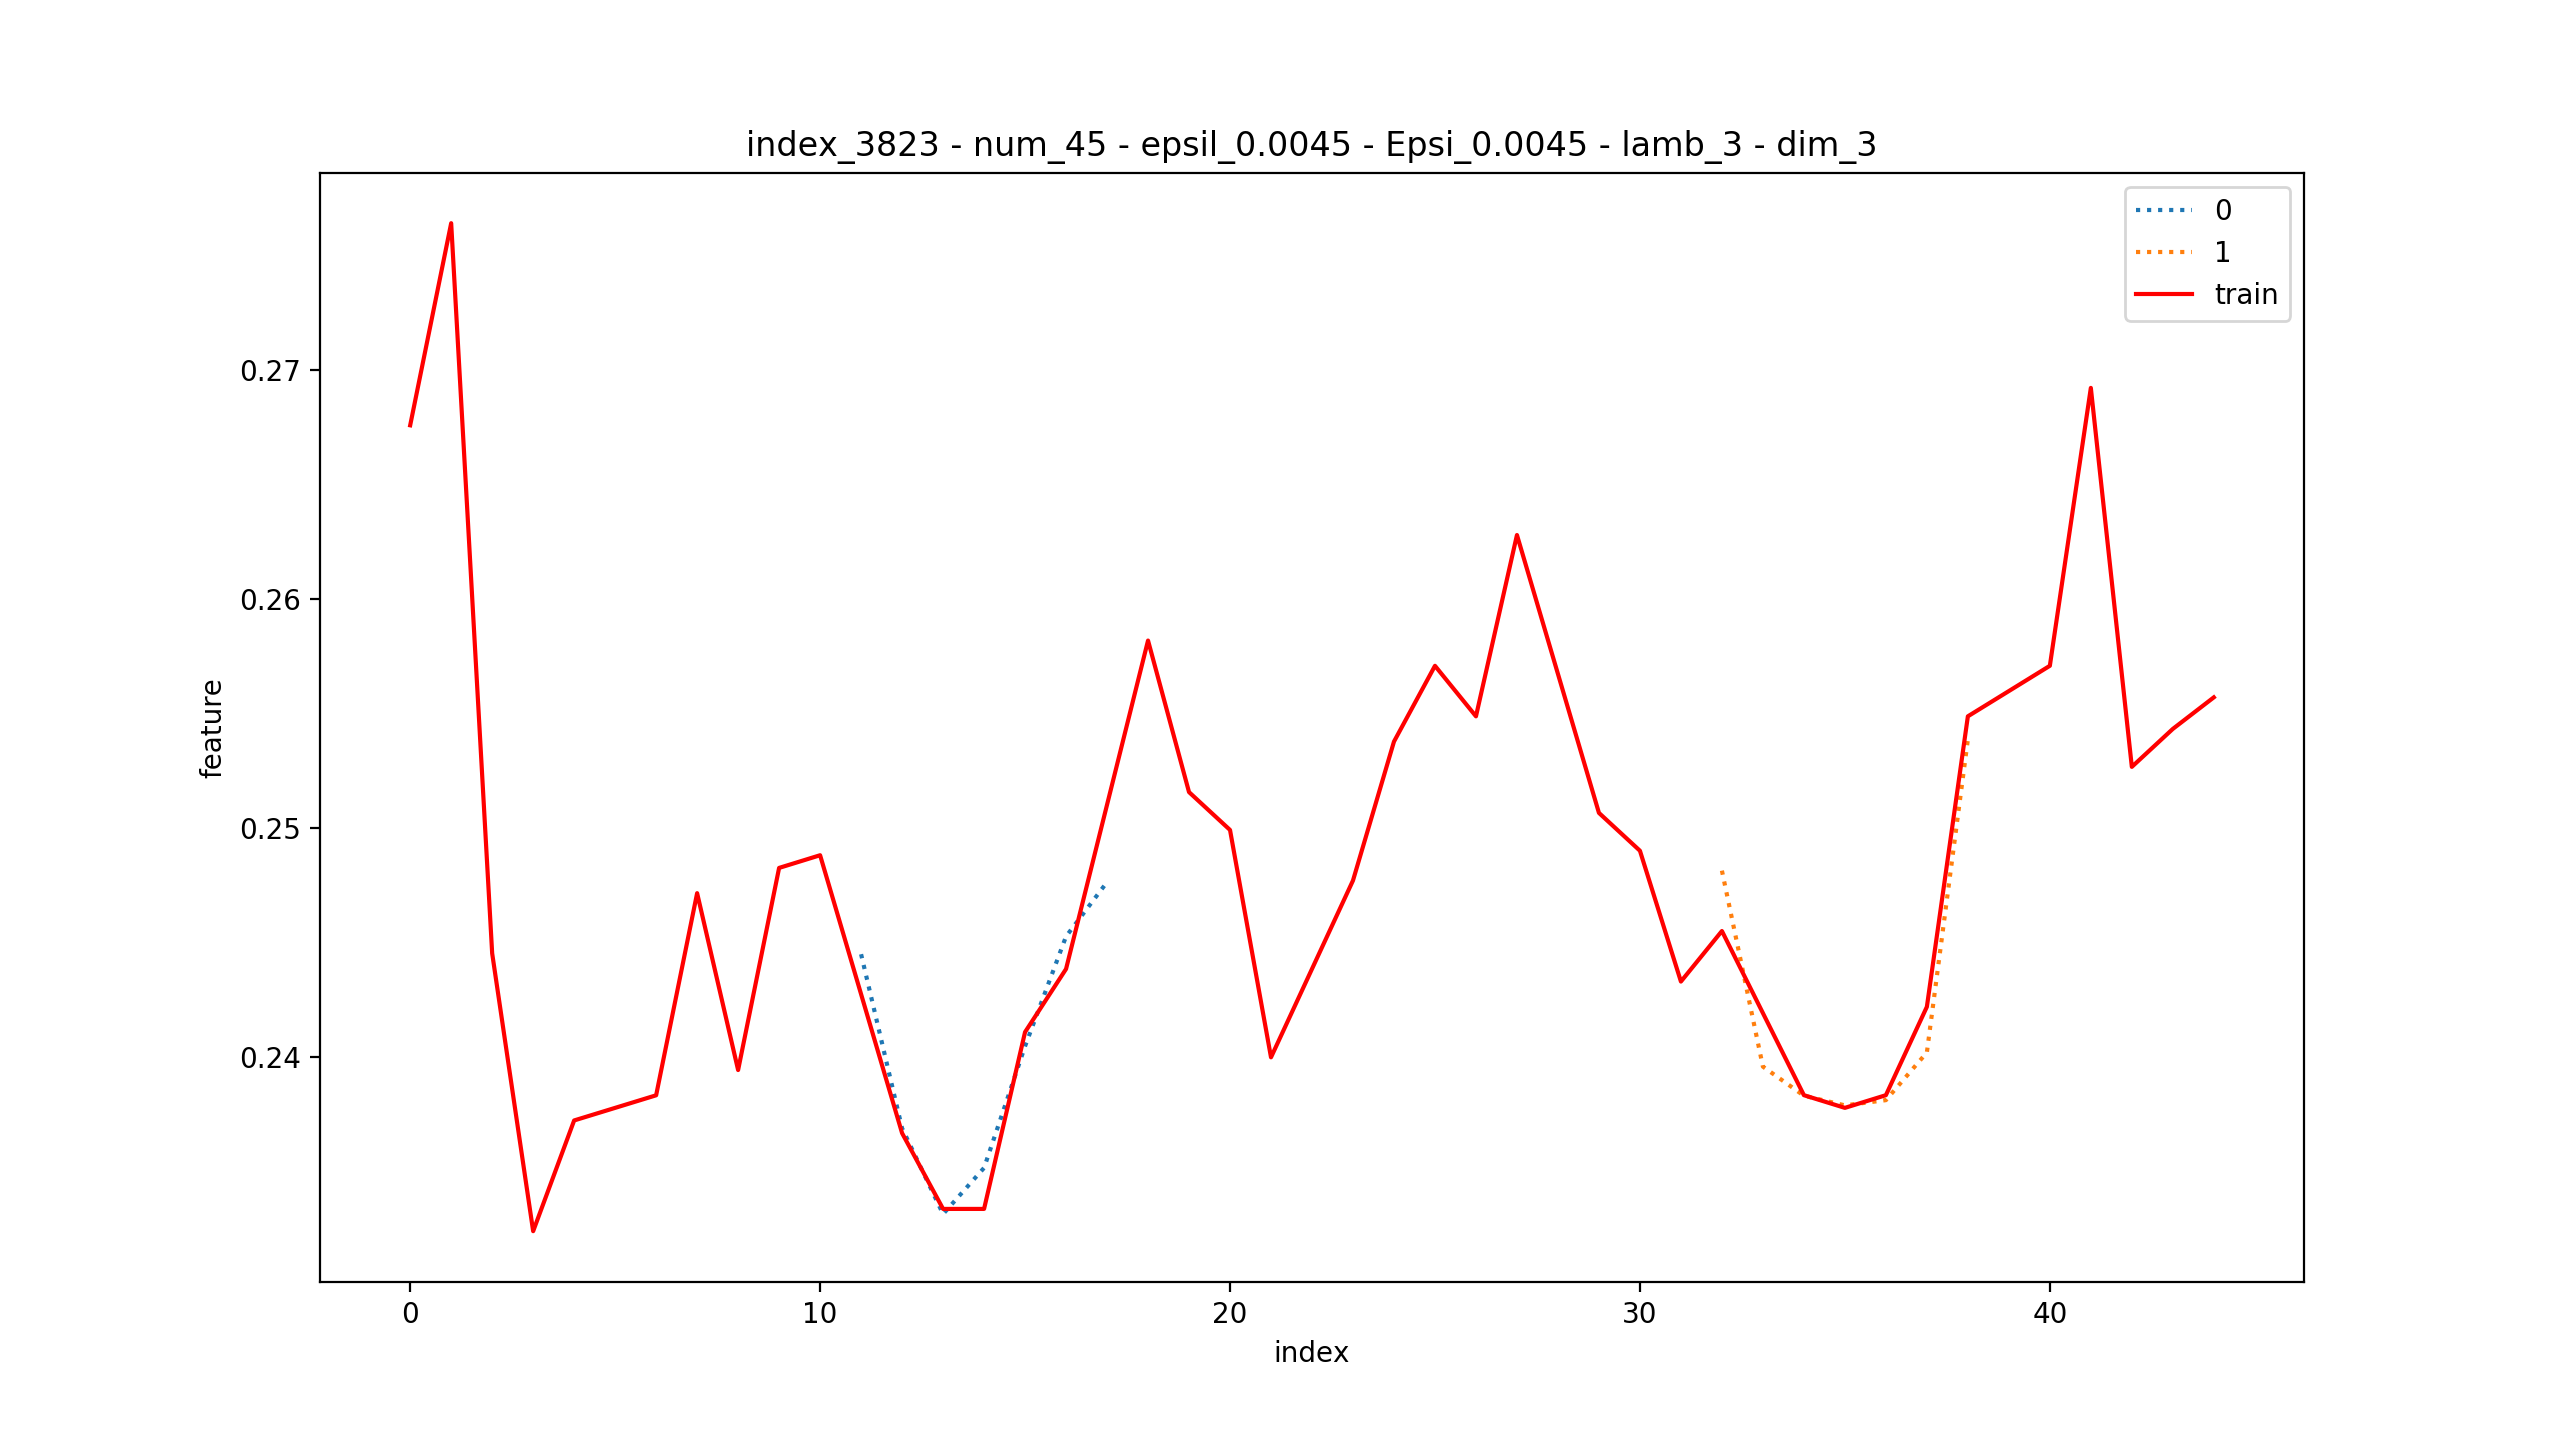 index_3823 - num_45 - epsil_0.0045 - Epsi_0.0045 - lamb_3 - dim_3
0
1
train
0.27
0.26
0.25
0.24
feature
0
10
20
30
40
index